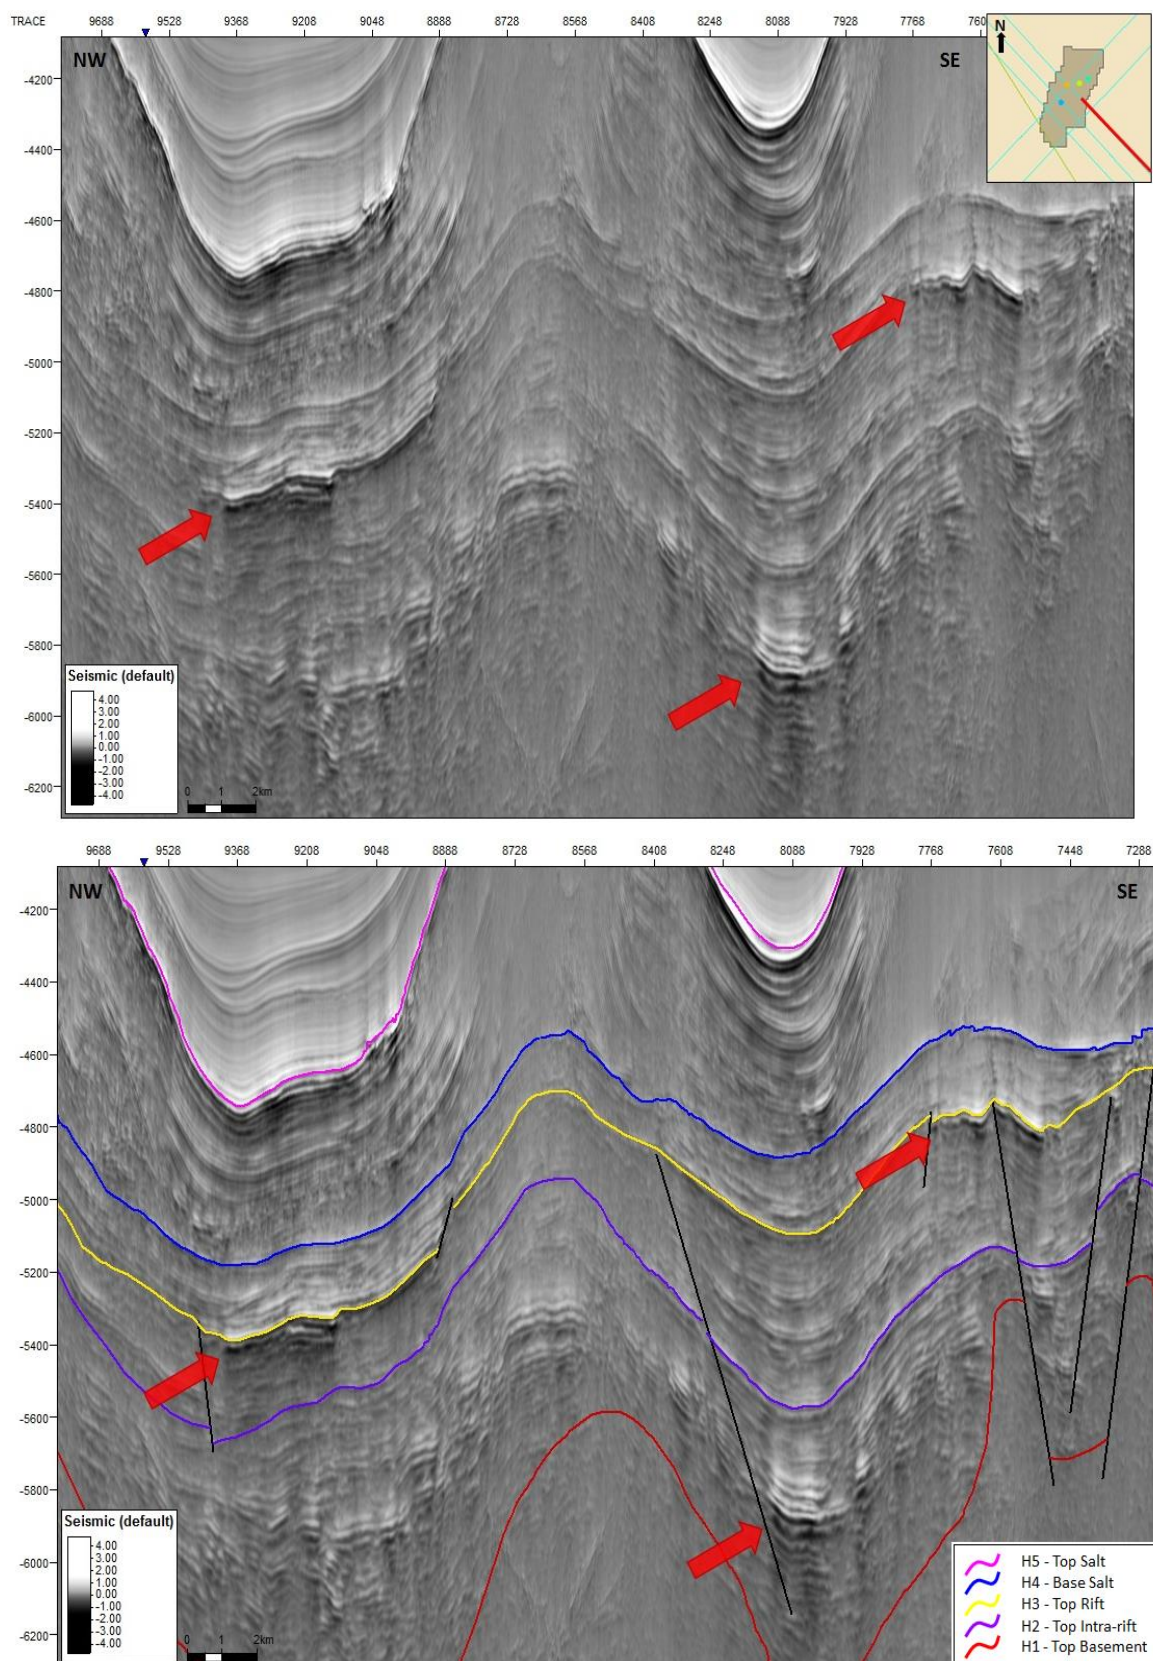 TRACE 9688 9528 9368 9208 9048 8888 8728 8568 8408 8248 8088 7928 7768 760
NW
SE
N
-4200
-4400
-4600
-4800
-5000
-5200
-5400
-5600
-5800
-6000
-6200
Seismic (default)
4.00
3.00
2.00
1.00
0.00
-1.00
-2.00
-3.00
-4.00
0 1 2km
9688 9528 9368 9208 9048 8888 8728 8568 8408 8248 8088 7928 7768 7608 7448 7288
NW
SE
-4200
-4400
-4600
-4800
-5000
-5200
-5400
-5600
-5800
-6000
-6200
Seismic (default)
4.00
3.00
2.00
1.00
0.00
-1.00
-2.00
-3.00
-4.00
0 1 2km
H5 - Top Salt
H4 - Base Salt
H3 - Top Rift
H2 - Top Intra-rift
H1 - Top Basement